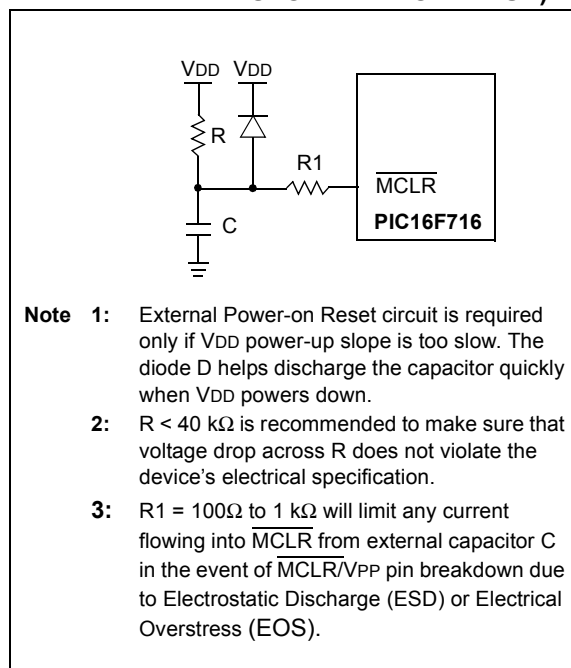 VDD VDD
R
R1
MCLR
C
PIC16F716
Note 1: External Power-on Reset circuit is required
only if VDD power-up slope is too slow. The
diode D helps discharge the capacitor quickly
when VDD powers down.
2: R < 40 kΩ is recommended to make sure that
voltage drop across R does not violate the
device's electrical specification.
3: R1 = 100Ω to 1 kΩ will limit any current
flowing into MCLR from external capacitor C
in the event of MCLR/VPP pin breakdown due
to Electrostatic Discharge (ESD) or Electrical
Overstress (EOS).